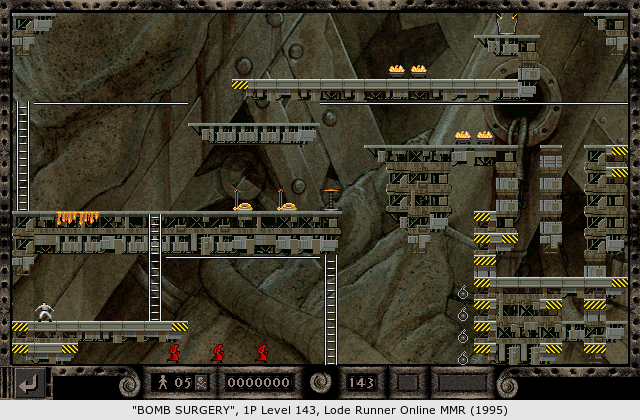 05 0000000 143
"BOMB SURGERY", 1P Level 143, Lode Runner Online MMR (1995)